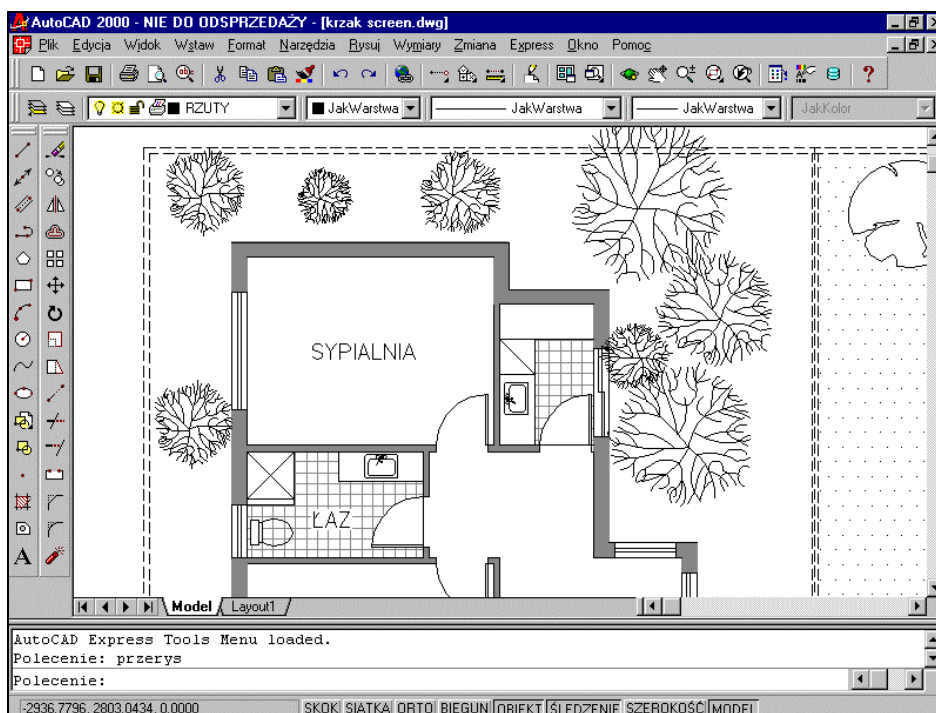 AutoCAD 2000 - NIE DO ODSPRZEDAŻY - [krzak screen.dwg]
Plik Edycja Widok Wstaw Format Narzędzia Rysuj Wymiary Zmiana Express Okno Pomoc
RZUTY JakWarstwa JakWarstwa JakWarstwa JakKolor
SYPIALNIA
ŁAZ
Model Layout1
AutoCAD Express Tools Menu loaded.
Polecenie: przerys
Polecenie:
-2936.7796, 2803.0434, 0.0000 SKOK SIATKA ORTO BIEGUN OBIEKT ŚLEDZENIE SZEROKOŚĆ MODEL